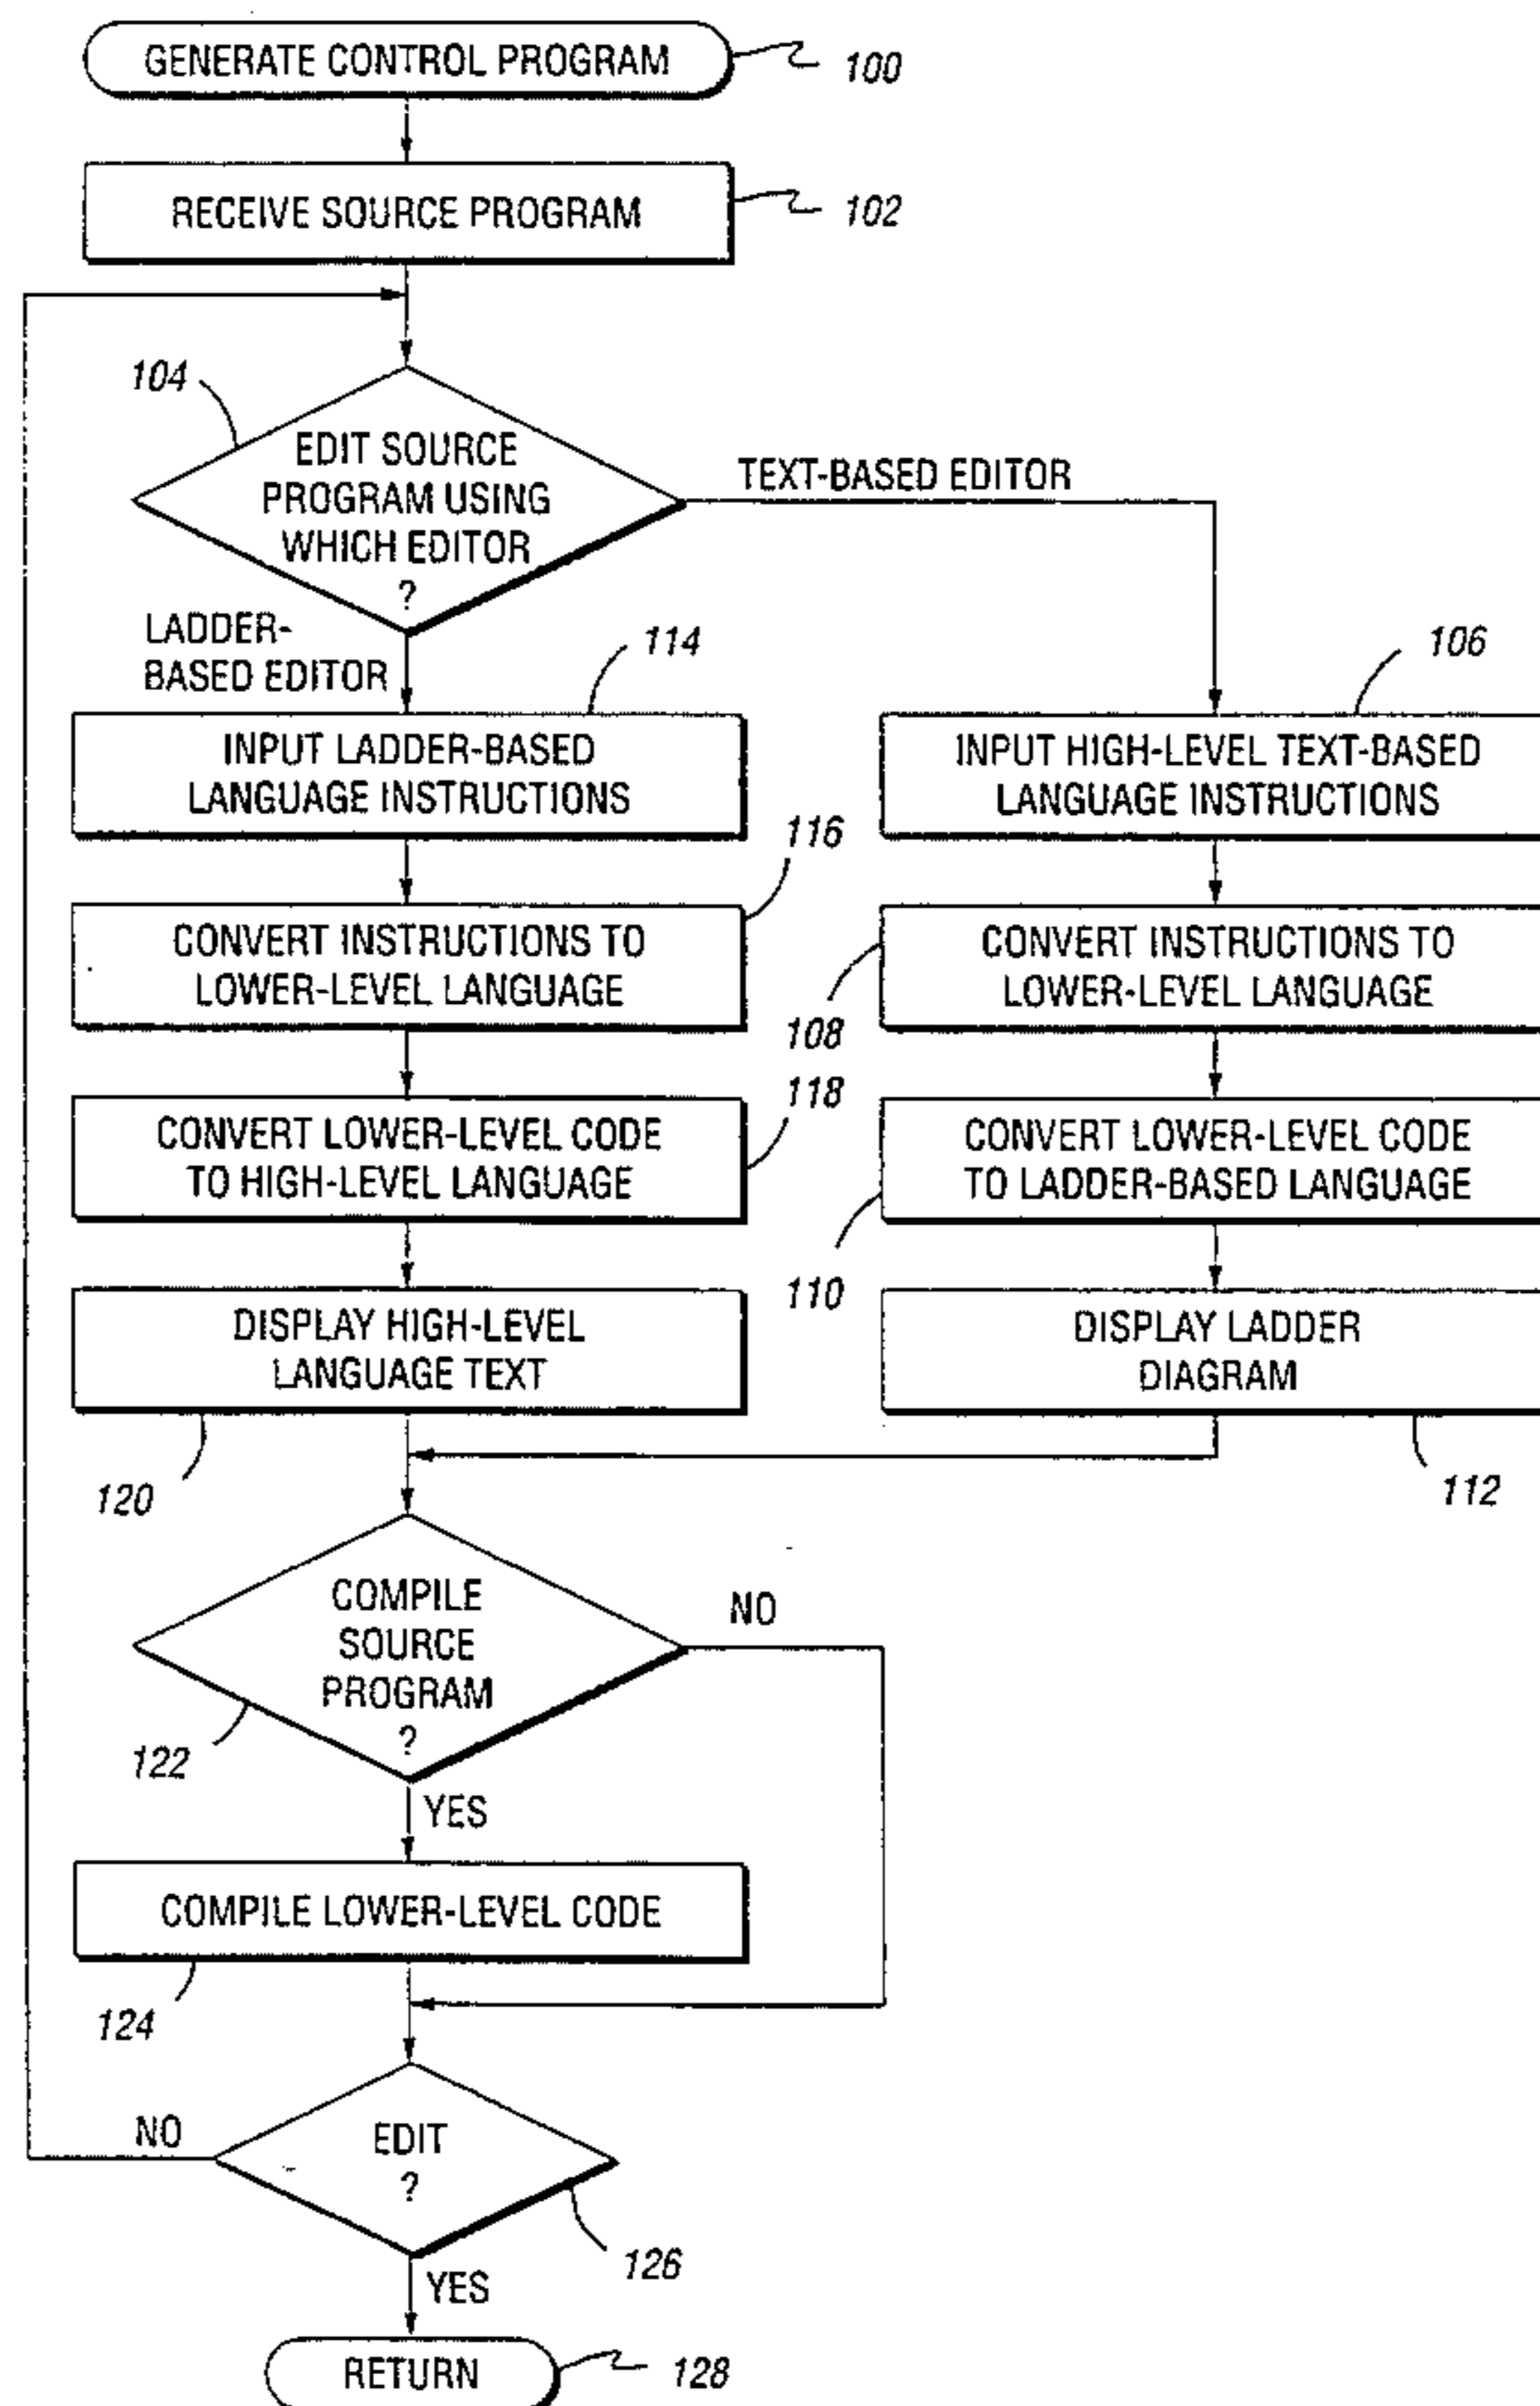 GENERATE CONTROL PROGRAM
100
RECEIVE SOURCE PROGRAM
102
104
EDIT SOURCE
PROGRAM USING
WHICH EDITOR
?
TEXT-BASED EDITOR
LADDER-
BASED EDITOR
114
106
INPUT LADDER-BASED
LANGUAGE INSTRUCTIONS
INPUT HIGH-LEVEL TEXT-BASED
LANGUAGE INSTRUCTIONS
116
CONVERT INSTRUCTIONS TO
LOWER-LEVEL LANGUAGE
CONVERT INSTRUCTIONS TO
LOWER-LEVEL LANGUAGE
108
118
CONVERT LOWER-LEVEL CODE
TO HIGH-LEVEL LANGUAGE
CONVERT LOWER-LEVEL CODE
TO LADDER-BASED LANGUAGE
110
DISPLAY HIGH-LEVEL
LANGUAGE TEXT
DISPLAY LADDER
DIAGRAM
120
112
COMPILE
SOURCE
PROGRAM
?
NO
122
YES
COMPILE LOWER-LEVEL CODE
124
NO
EDIT
?
126
YES
RETURN
128